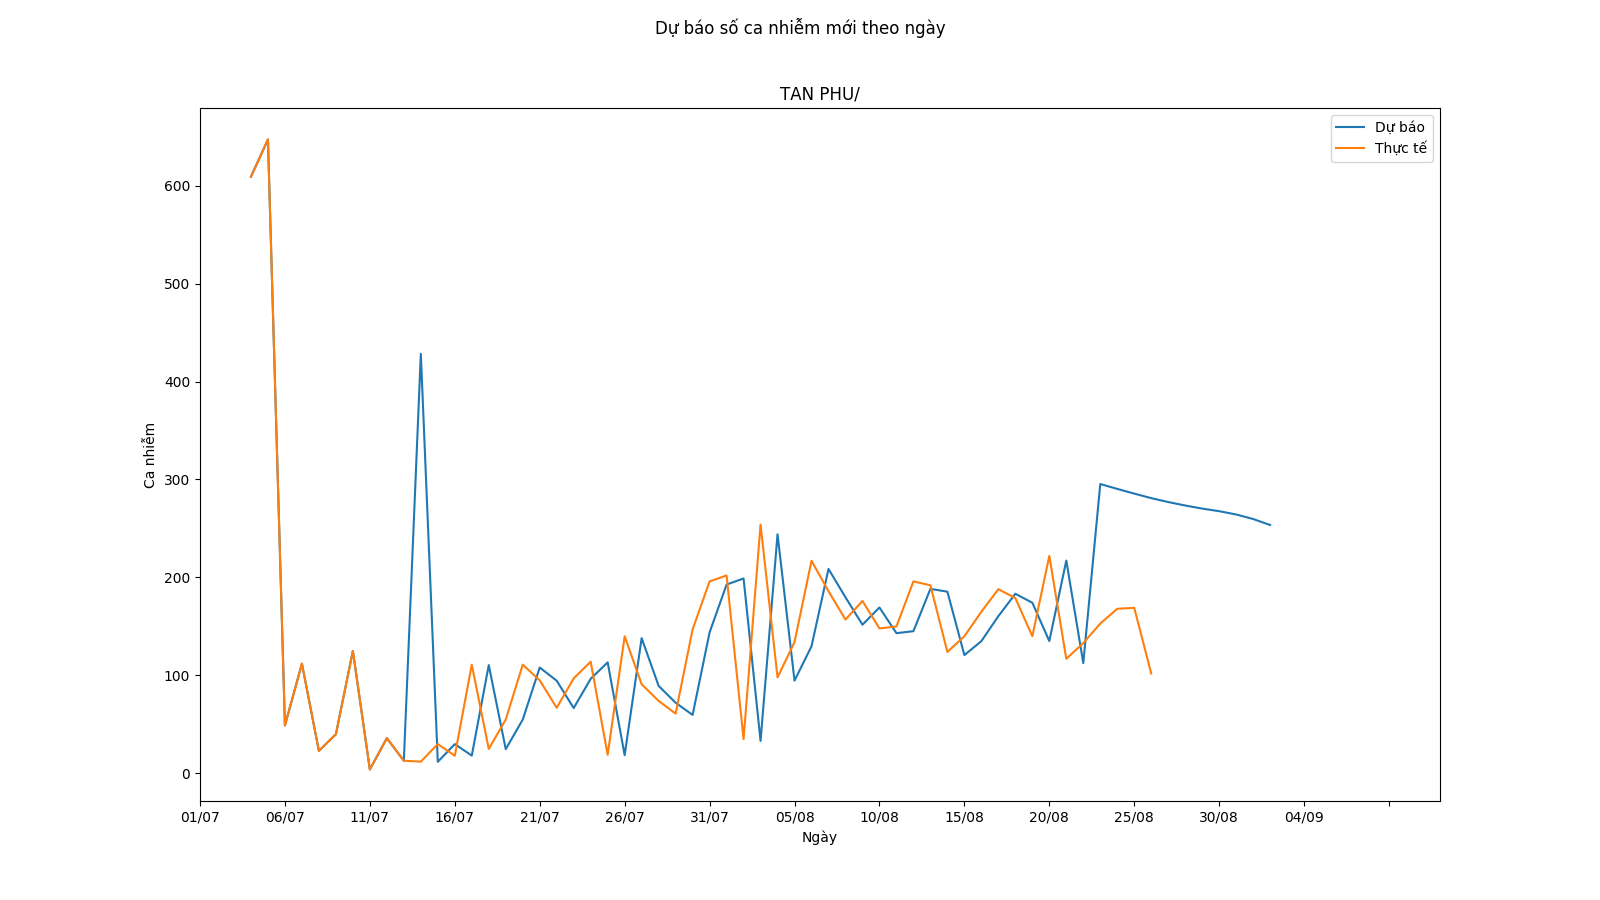 Dự báo số ca nhiễm mới theo ngày
TAN PHU/
Dự báo
Thực tế
600
500
400
300
200
100
0
Ca nhiễm
01/07 06/07 11/07 16/07 21/07 26/07 31/07 05/08 10/08 15/08 20/08 25/08 30/08 04/09
Ngày